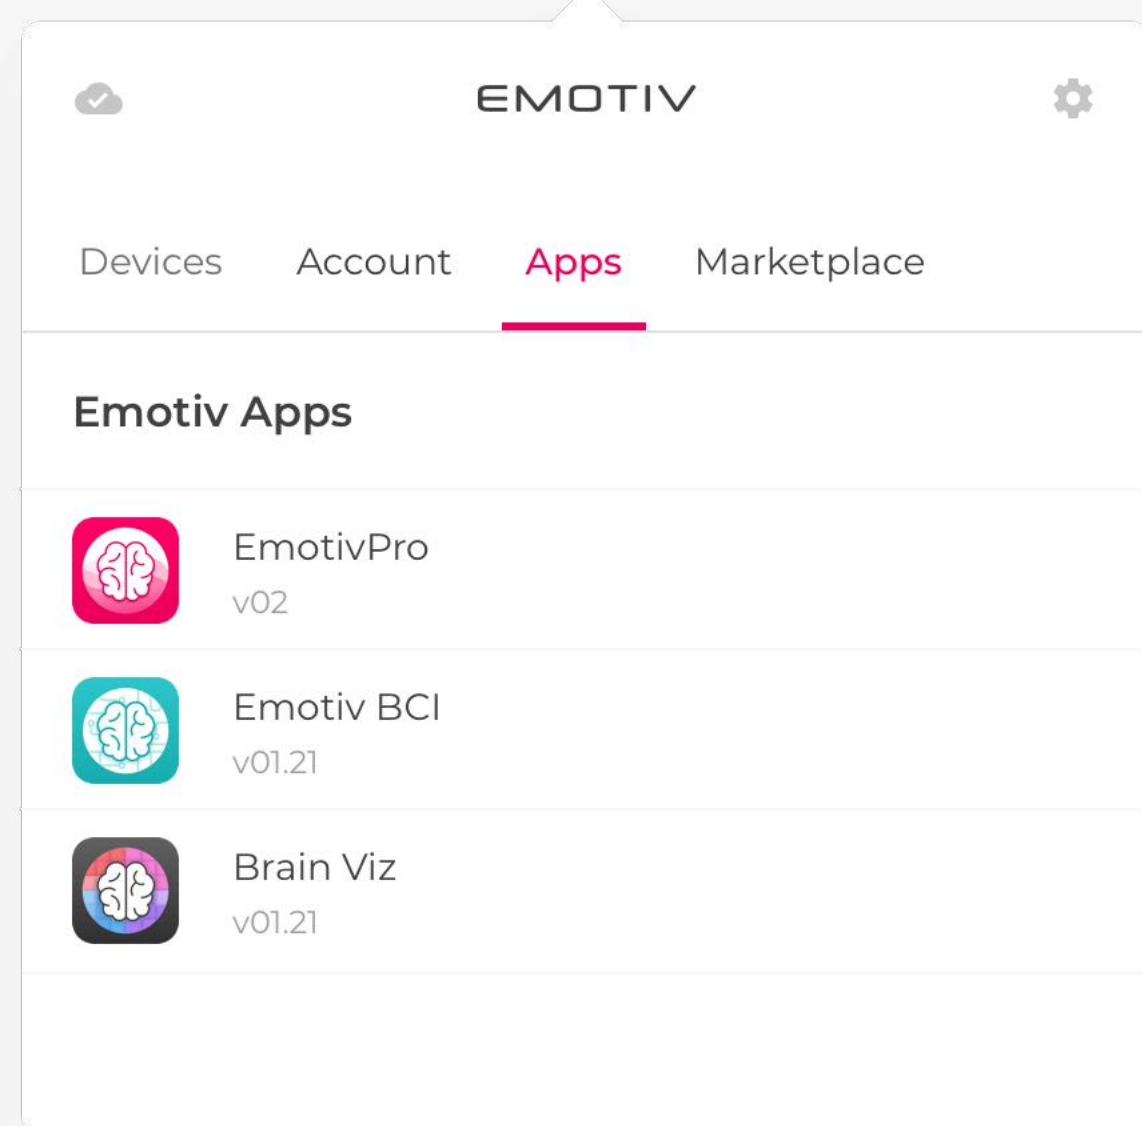 EMOTIV
Devices Account Apps Marketplace
Emotiv Apps
EmotivPro
v02
Emotiv BCI
v01.21
Brain Viz
v01.21